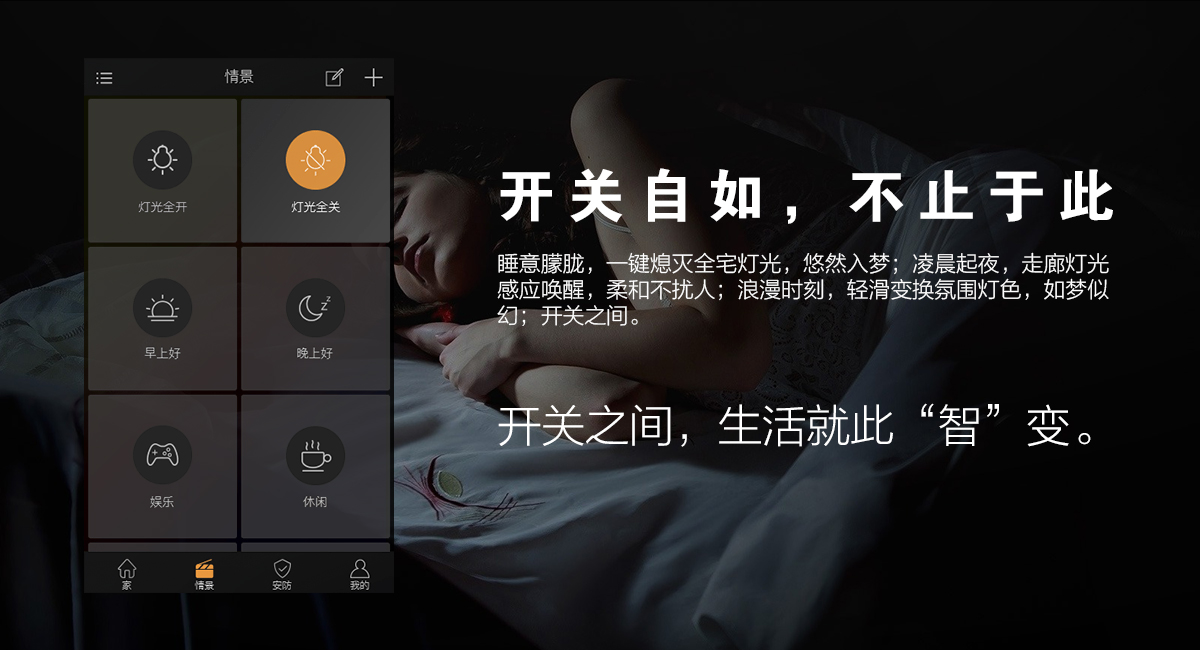 情景
灯光全开
灯光全关
早上好
晚上好
娱乐
休闲
家
情景
安防
我的
开关自如，不止于此
睡意朦胧，一键熄灭全宅灯光，悠然入梦；凌晨起夜，走廊灯光
感应唤醒，柔和不扰人；浪漫时刻，轻滑变换氛围灯色，如梦似
幻；开关之间。
开关之间，生活就此“智”变。